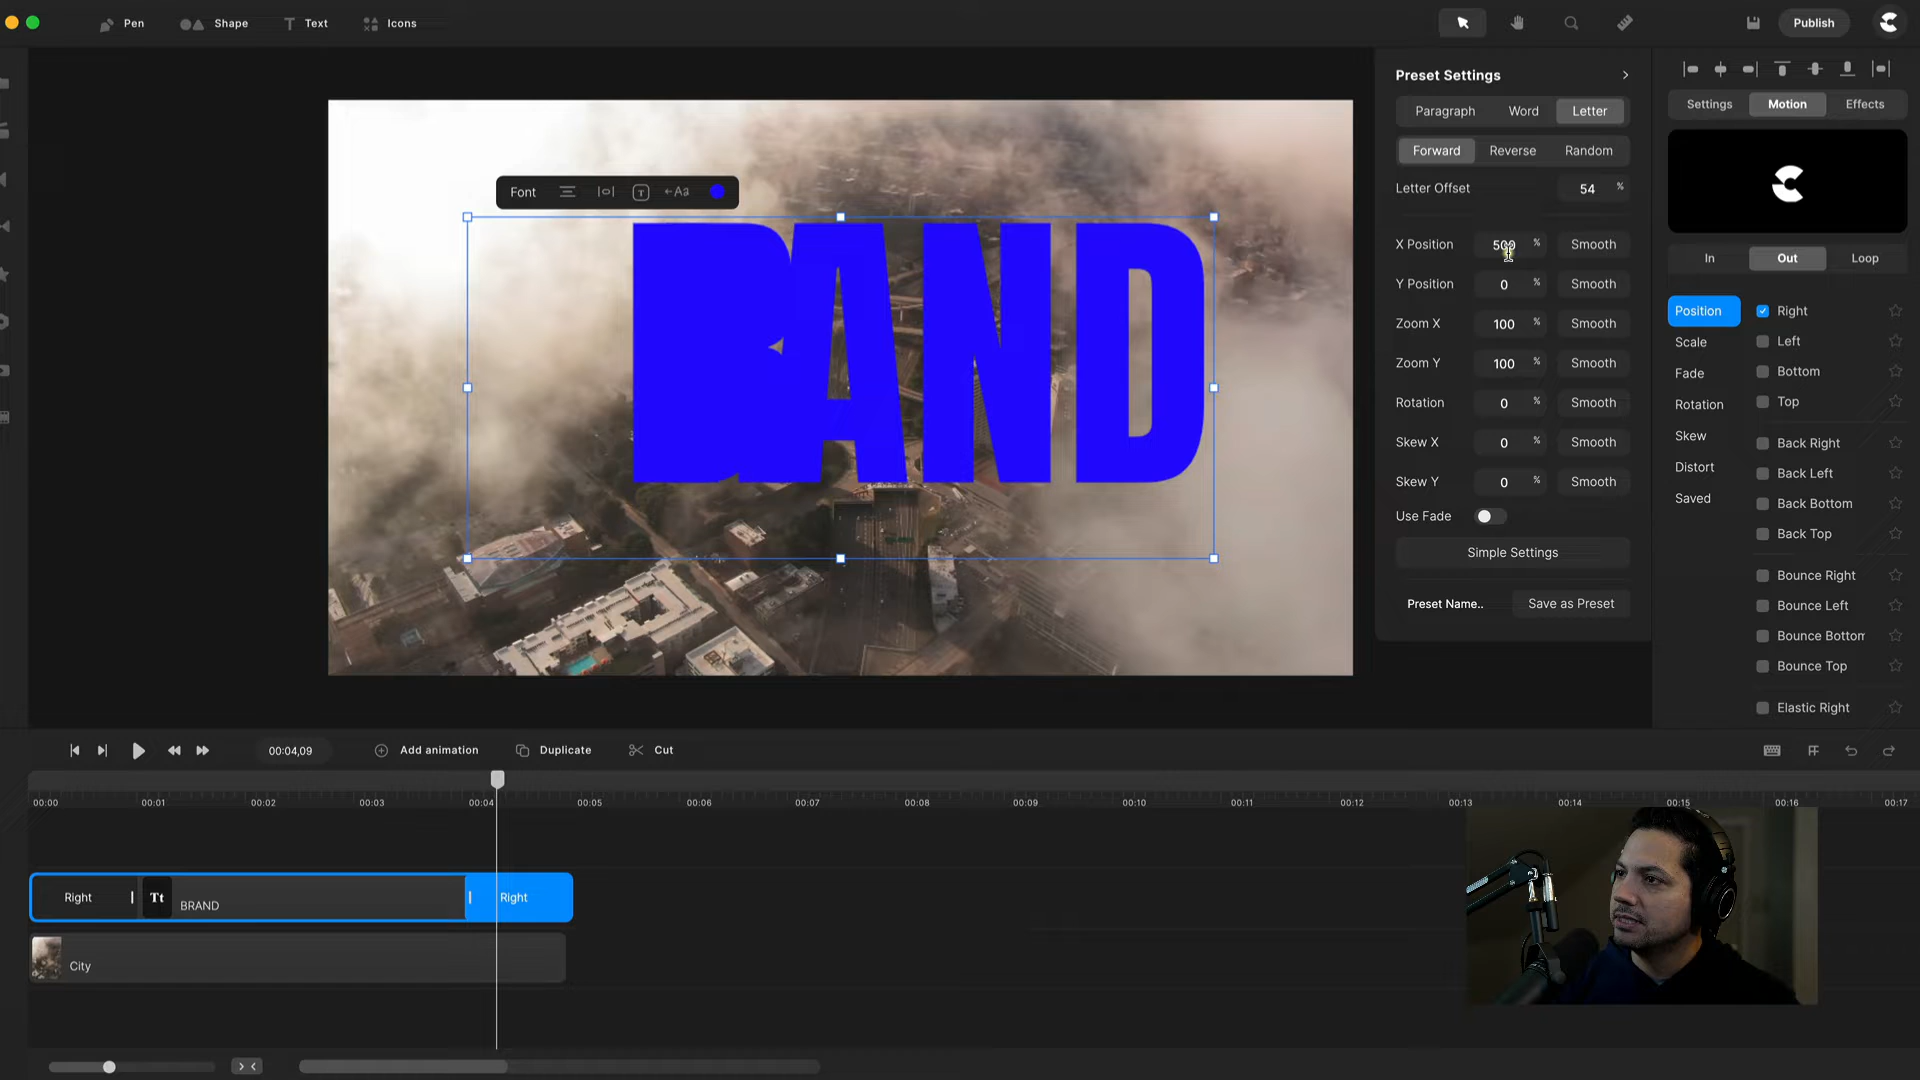 Pen
Shape
Text
Icons
Publish
Preset Settings
Paragraph Word Letter
Forward Reverse Random
Letter Offset 54 %
X Position 500 % Smooth
Y Position 0 % Smooth
Zoom X 100 % Smooth
Zoom Y 100 % Smooth
Rotation 0 % Smooth
Skew X 0 % Smooth
Skew Y 0 % Smooth
Use Fade
Simple Settings
Preset Name.. Save as Preset
Settings Motion Effects
In Out Loop
Position
Scale
Fade
Rotation
Skew
Distort
Saved
Right
Left
Bottom
Top
Back Right
Back Left
Back Bottom
Back Top
Bounce Right
Bounce Left
Bounce Bottom
Bounce Top
Elastic Right
Font T Aa
BAND
00:04,09 Add animation Duplicate Cut
00:00 00:01 00:02 00:03 00:04 00:05 00:06 00:07 00:08 00:09 00:10 00:11 00:12 00:13 00:14 00:15 00:16 00:17
Right Tt BRAND Right
City